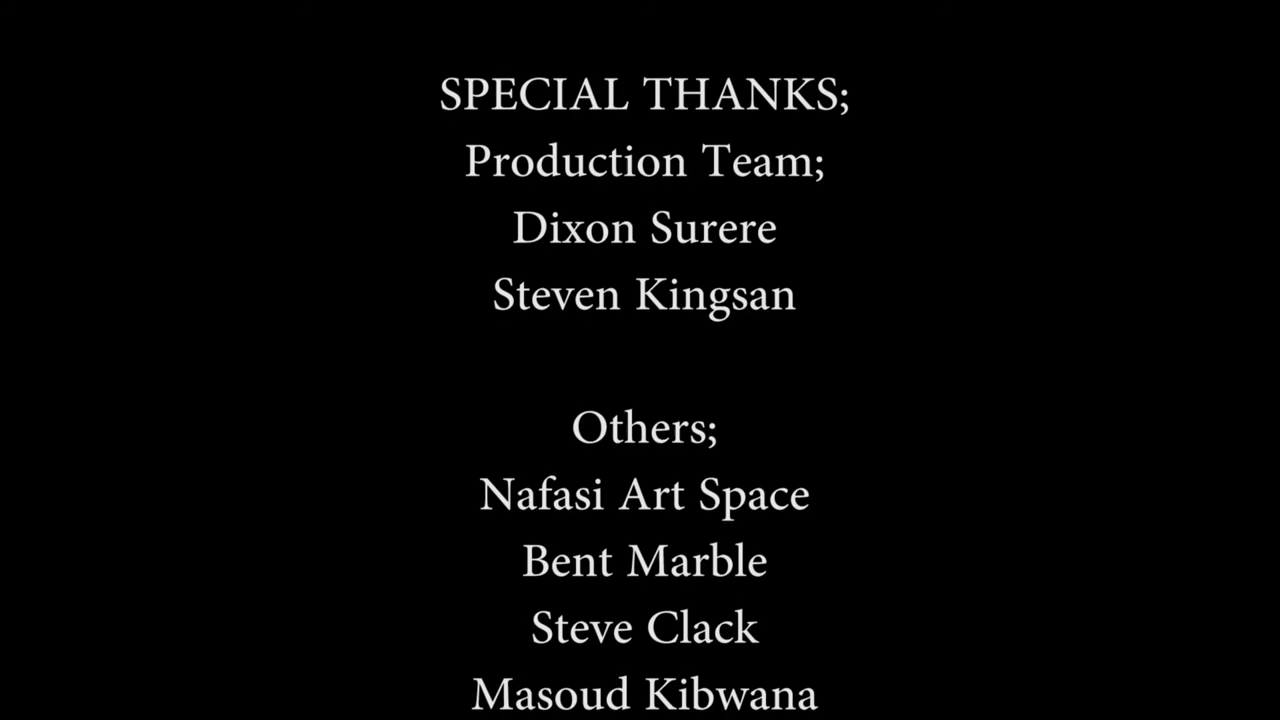 SPECIAL THANKS;
Production Team;
Dixon Surere
Steven Kingsan
Others;
Nafasi Art Space
Bent Marble
Steve Clack
Masoud Kibwana